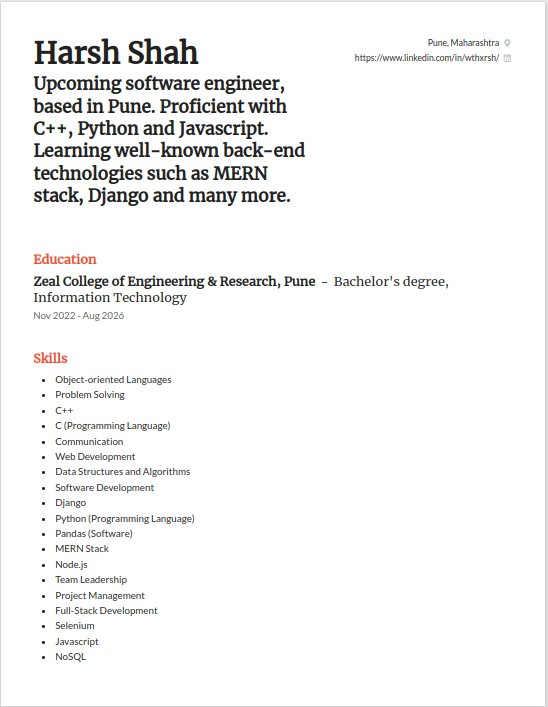 Harsh Shah
Pune, Maharashtra
https://www.linkedin.com/in/wthxrsh/
Upcoming software engineer,
based in Pune. Proficient with
C++, Python and Javascript.
Learning well-known back-end
technologies such as MERN
stack, Django and many more.
Education
Zeal College of Engineering & Research, Pune - Bachelor's degree,
Information Technology
Nov 2022 - Aug 2026
Skills
• Object-oriented Languages
• Problem Solving
• C++
• C (Programming Language)
• Communication
• Web Development
• Data Structures and Algorithms
• Software Development
• Django
• Python (Programming Language)
• Pandas (Software)
• MERN Stack
• Node.js
• Team Leadership
• Project Management
• Full-Stack Development
• Selenium
• Javascript
• NoSQL